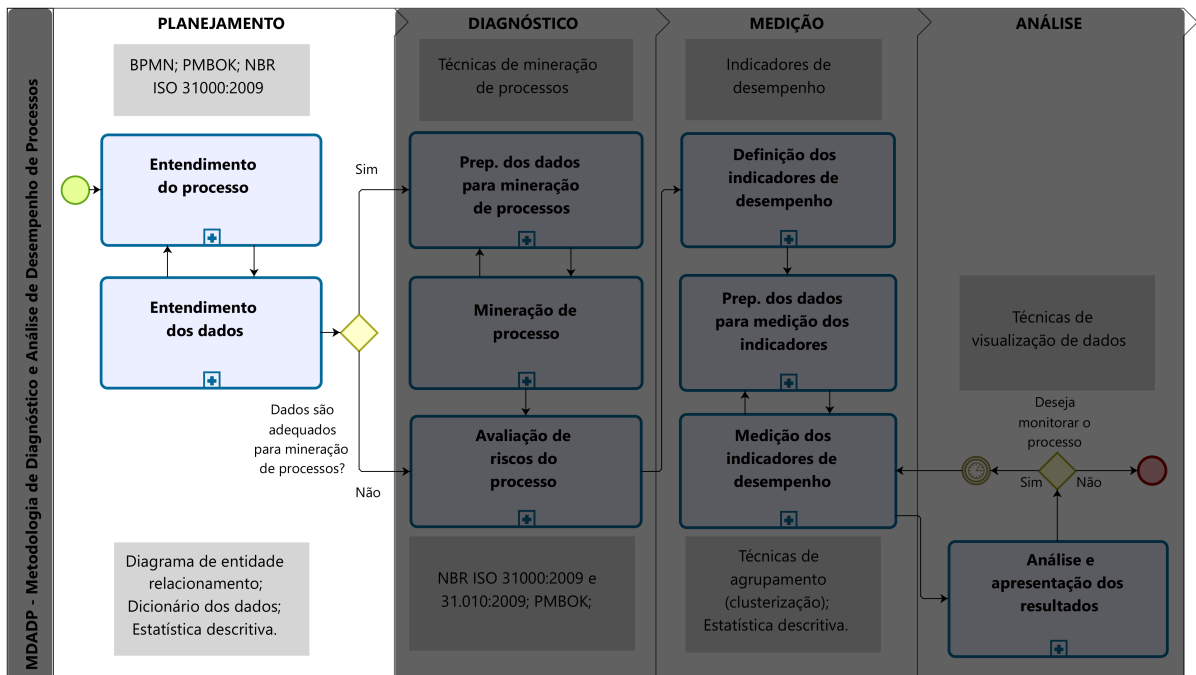 MDADP - Metodologia de Diagnóstico e Análise de Desempenho de Processos
PLANEJAMENTO
BPMN; PMBOK; NBR
ISO 31000:2009
Entendimento
do processo
Entendimento
dos dados
Sim
Dados são
adequados
para mineração
de processos?
Não
Diagrama de entidade
relacionamento;
Dicionário dos dados;
Estatística descritiva.
DIAGNÓSTICO
Técnicas de mineração
de processos
Prep. dos dados
para mineração
de processos
Mineração de
processo
Avaliação de
riscos do
processo
NBR ISO 31000:2009 e
31.010:2009; PMBOK;
MEDIÇÃO
Indicadores de
desempenho
Definição dos
indicadores de
desempenho
Prep. dos dados
para medição dos
indicadores
Medição dos
indicadores de
desempenho
Técnicas de
agrupamento
(clusterização);
Estatística descritiva.
ANÁLISE
Técnicas de
visualização de dados
Deseja
monitorar o
processo
Sim
Não
Análise e
apresentação dos
resultados